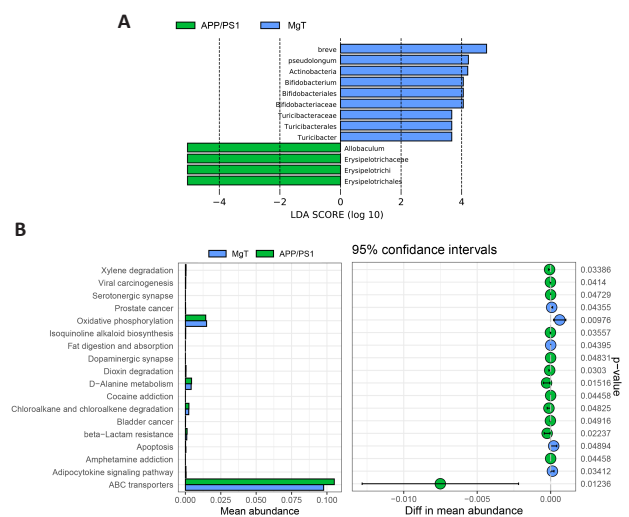 A
APP/PS1 MgT
breve
pseudolongum
Actinobacteria
Bifidobacterium
Bifidobacteriales
Bifidobacteriaceae
Turicibacteraceae
Turicibacterales
Turicibacter
Allobaculum
Erysipelotrichaceae
Erysipelotrichi
Erysipelotrichales
−4 −2 0 2 4
LDA SCORE (log 10)
B
MgT APP/PS1
95% confidance intervals
Xylene degradation 0.03386
Viral carcinogenesis 0.0414
Serotonergic synapse 0.04729
Prostate cancer 0.04355
Oxidative phosphorylation 0.00976
Isoquinoline alkaloid biosynthesis 0.03557
Fat digestion and absorption 0.04395
Dopaminergic synapse 0.04831
Dioxin degradation 0.0303
D−Alanine metabolism 0.01516
Cocaine addiction 0.04458
Chloroalkane and chloroalkene degradation 0.04825
Bladder cancer 0.04916
beta−Lactam resistance 0.02237
Apoptosis 0.04894
Amphetamine addiction 0.04458
Adipocytokine signaling pathway 0.03412
ABC transporters 0.01236
p−value
0.000 0.025 0.050 0.075 0.100
Mean abundance
−0.010 −0.005 0.000
Diff in mean abundance